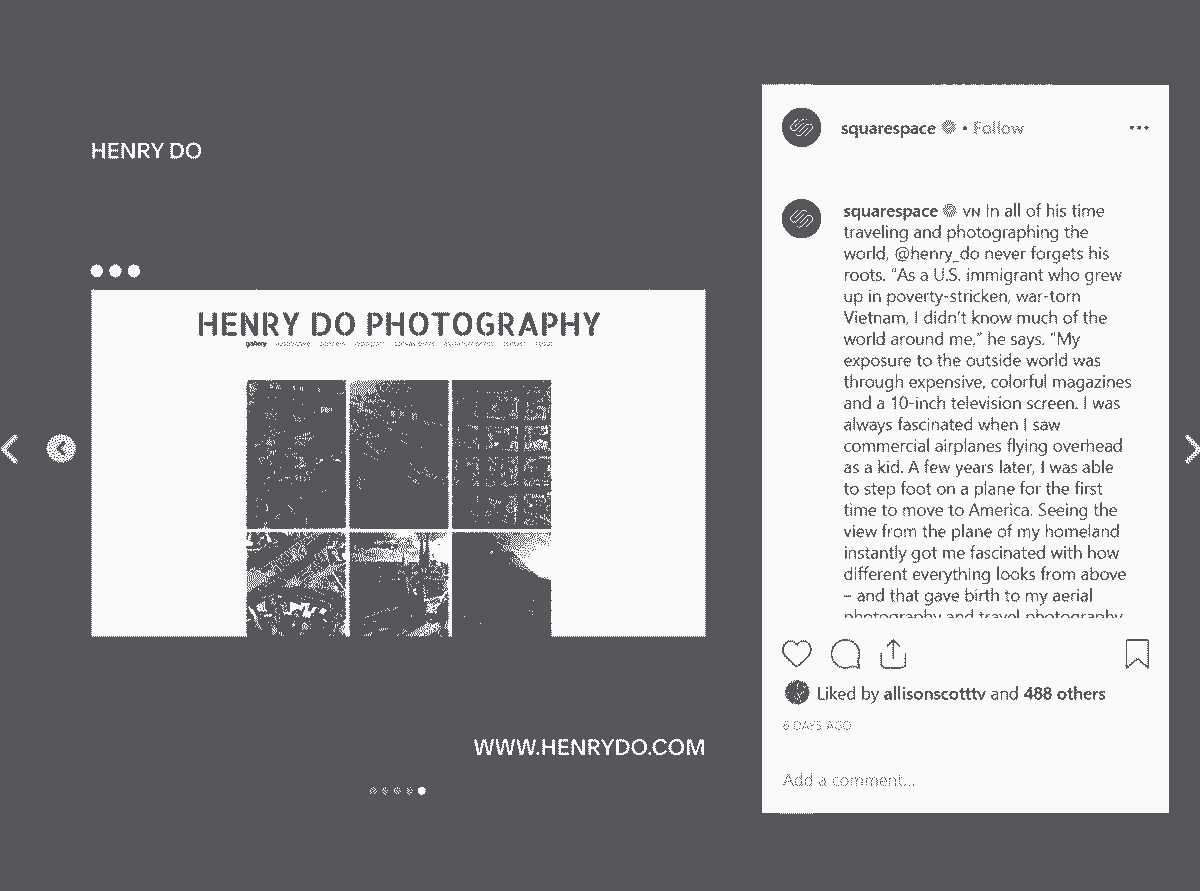 HENRY DO
HENRY DO PHOTOGRAPHY
gallery
WWW.HENRYDO.COM
squarespace • Follow
squarespace VN In all of his time
traveling and photographing the
world, @henry_do never forgets his
roots. “As a U.S. immigrant who grew
up in poverty-stricken, war-torn
Vietnam, I didn’t know much of the
world around me,” he says. “My
exposure to the outside world was
through expensive, colorful magazines
and a 10-inch television screen. I was
always fascinated when I saw
commercial airplanes flying overhead
as a kid. A few years later, I was able
to step foot on a plane for the first
time to move to America. Seeing the
view from the plane of my homeland
instantly got me fascinated with how
different everything looks from above
– and that gave birth to my aerial
photography and travel photography
Liked by allisonscotttv and 488 others
6 DAYS AGO
Add a comment...